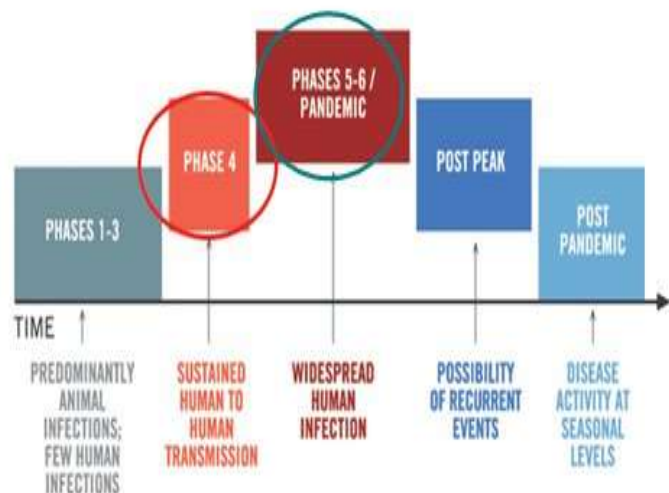 PHASES 5-6 /
PANDEMIC
PHASE 4
POST PEAK
PHASES 1-3
POST
PANDEMIC
TIME
PREDOMINANTLY
ANIMAL
INFECTIONS;
FEW HUMAN
INFECTIONS
SUSTAINED
HUMAN TO
HUMAN
TRANSMISSION
WIDESPREAD
HUMAN
INFECTION
POSSIBILITY
OF RECURRENT
EVENTS
DISEASE
ACTIVITY AT
SEASONAL
LEVELS